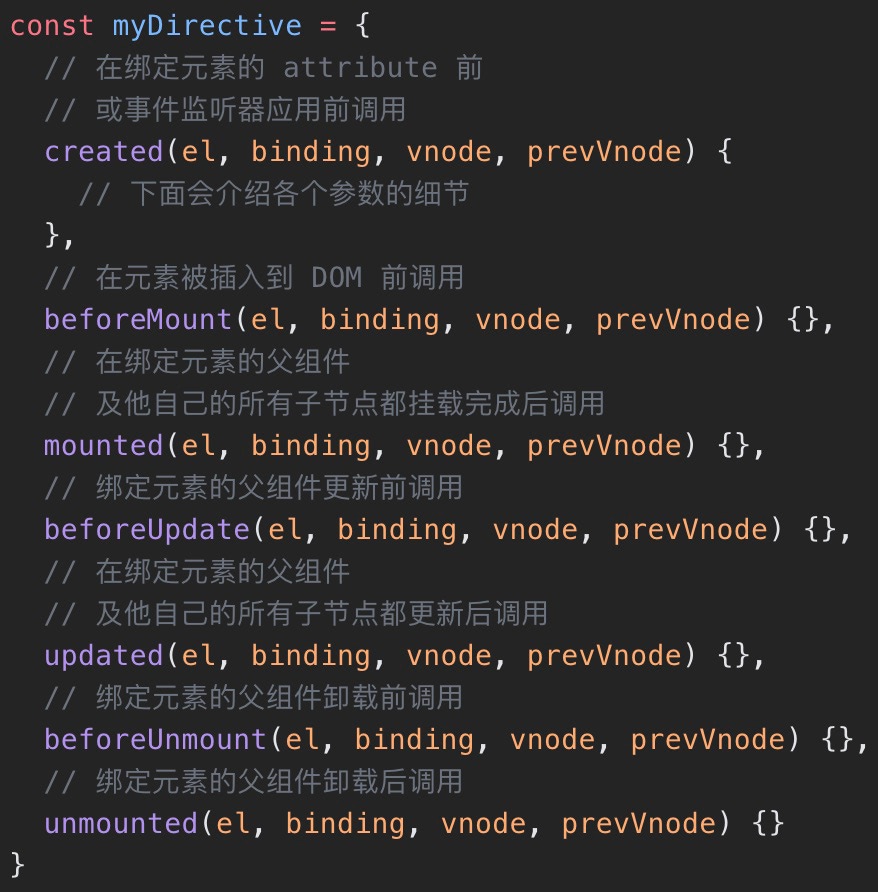 const myDirective = {
  // 在绑定元素的 attribute 前
  // 或事件监听器应用前调用
  created(el, binding, vnode, prevVnode) {
    // 下面会介绍各个参数的细节
  },
  // 在元素被插入到 DOM 前调用
  beforeMount(el, binding, vnode, prevVnode) {},
  // 在绑定元素的父组件
  // 及他自己的所有子节点都挂载完成后调用
  mounted(el, binding, vnode, prevVnode) {},
  // 绑定元素的父组件更新前调用
  beforeUpdate(el, binding, vnode, prevVnode) {},
  // 在绑定元素的父组件
  // 及他自己的所有子节点都更新后调用
  updated(el, binding, vnode, prevVnode) {},
  // 绑定元素的父组件卸载前调用
  beforeUnmount(el, binding, vnode, prevVnode) {},
  // 绑定元素的父组件卸载后调用
  unmounted(el, binding, vnode, prevVnode) {}
}